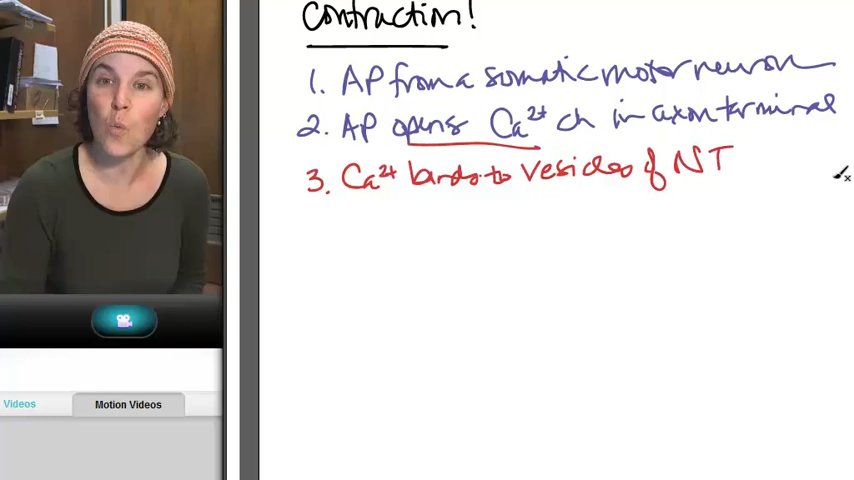 contraction!
1. AP from a somatic motor neuron
2. AP opens Ca²⁺ ch in axon terminal
3. Ca²⁺ binds to vesicles of NT
Videos
Motion Videos